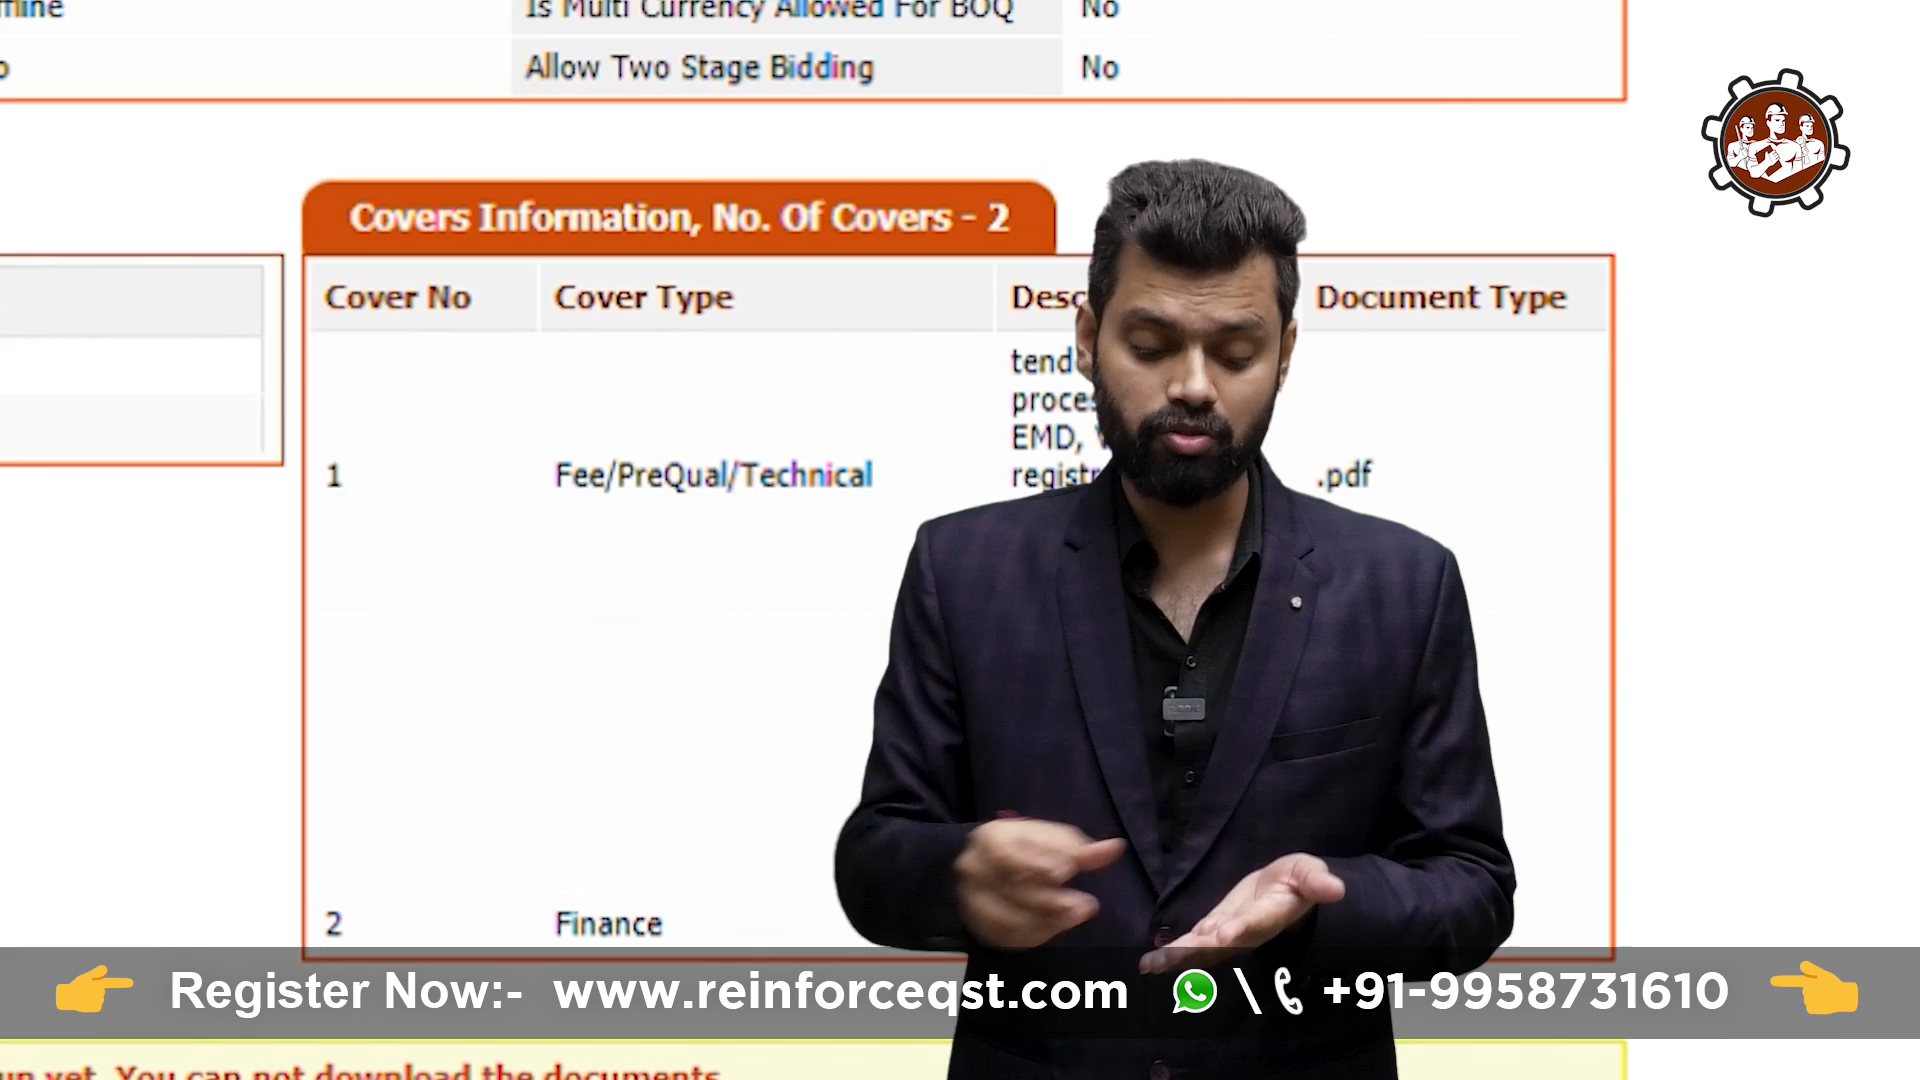 Is Multi Currency Allowed For BOQ No
Allow Two Stage Bidding No
Covers Information, No. Of Covers - 2
Cover No Cover Type Document Type
EMD,
1 Fee/PreQual/Technical .pdf
2 Finance
Register Now:- www.reinforceqst.com \ +91-9958731610
yet. You can not download the documents